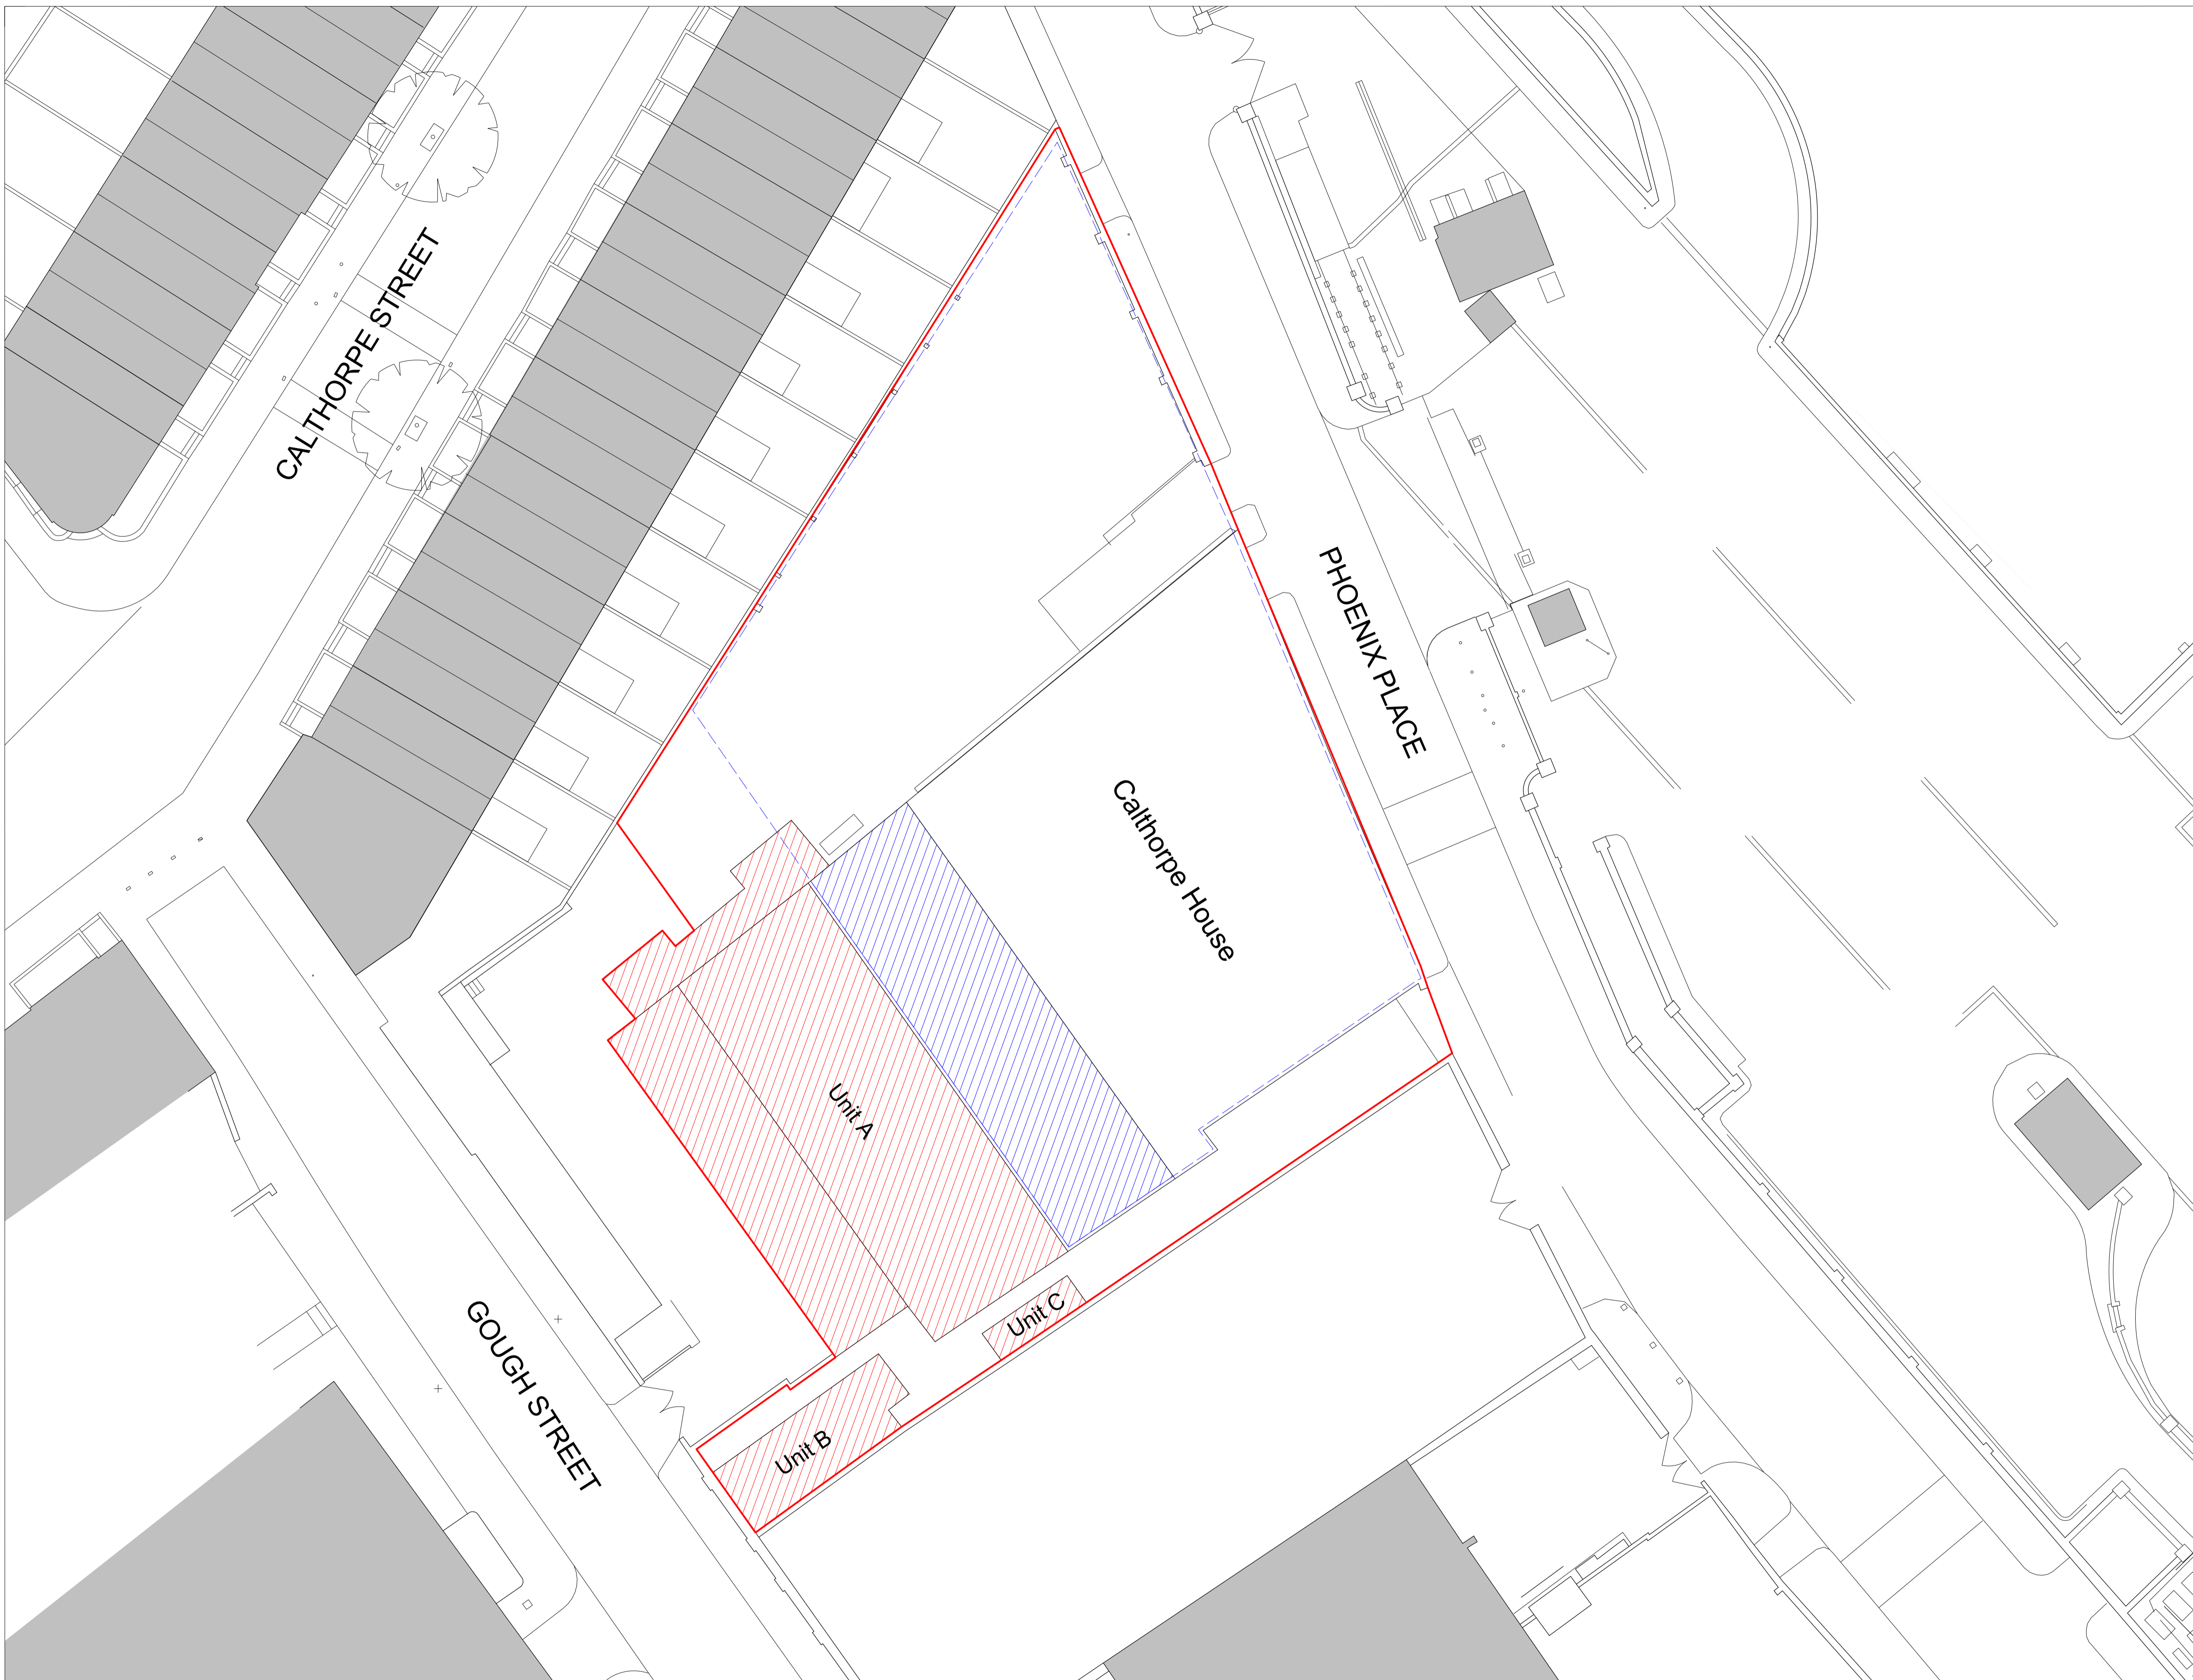 CALTHORPE STREET
PHOENIX PLACE
Calthorpe House
Unit A
Unit C
GOUGH STREET
Unit B